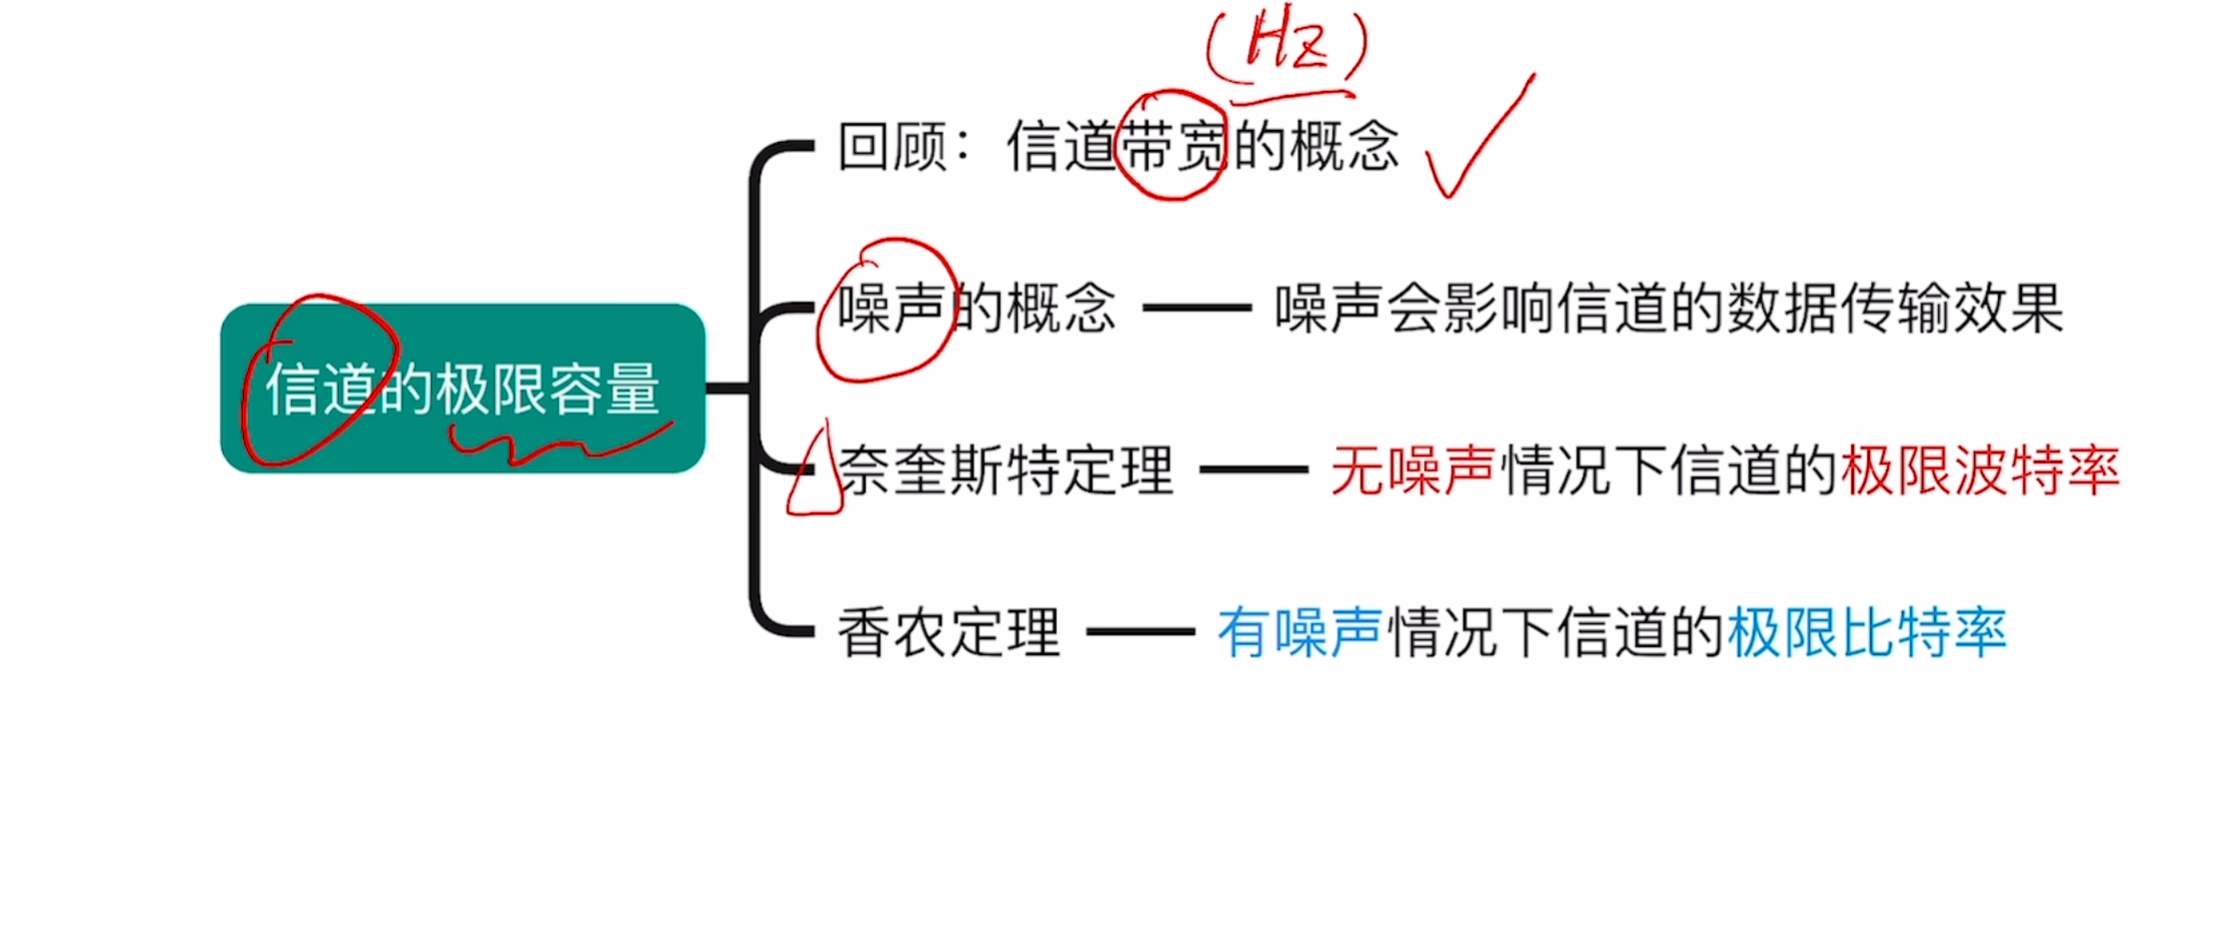 (Hz)
回顾：信道带宽的概念
噪声的概念 噪声会影响信道的数据传输效果
信道的极限容量
奈奎斯特定理 无噪声情况下信道的极限波特率
香农定理 有噪声情况下信道的极限比特率